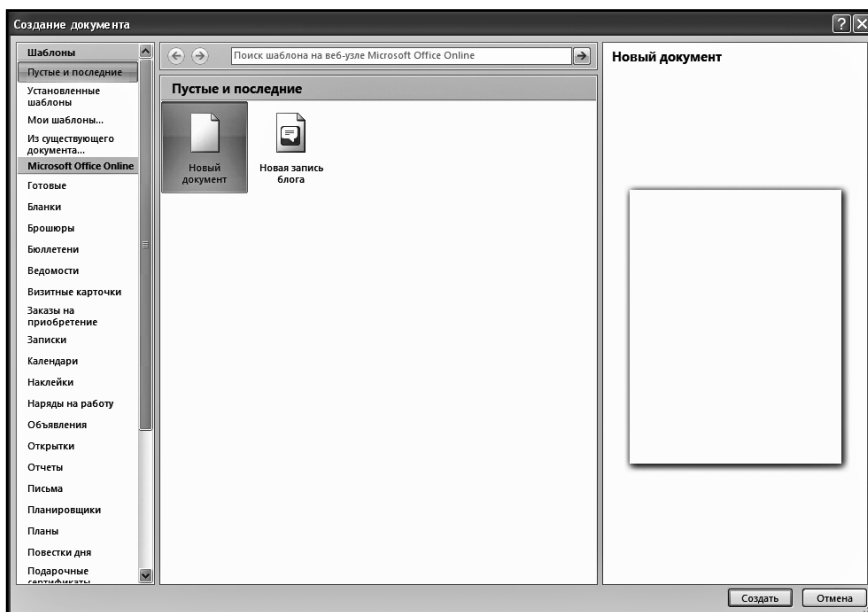 Создание документа
Шаблоны
Пустые и последние
Установленные
шаблоны
Мои шаблоны...
Из существующего
документа...
Microsoft Office Online
Готовые
Бланки
Брошюры
Бюллетени
Ведомости
Визитные карточки
Заказы на
приобретение
Записки
Календари
Наклейки
Наряды на работу
Объявления
Открытки
Отчеты
Письма
Планировщики
Планы
Повестки дня
Подарочные
сертификаты
Поиск шаблона на веб-узле Microsoft Office Online
Пустые и последние
Новый
документ
Новая запись
блога
Новый документ
Создать
Отмена